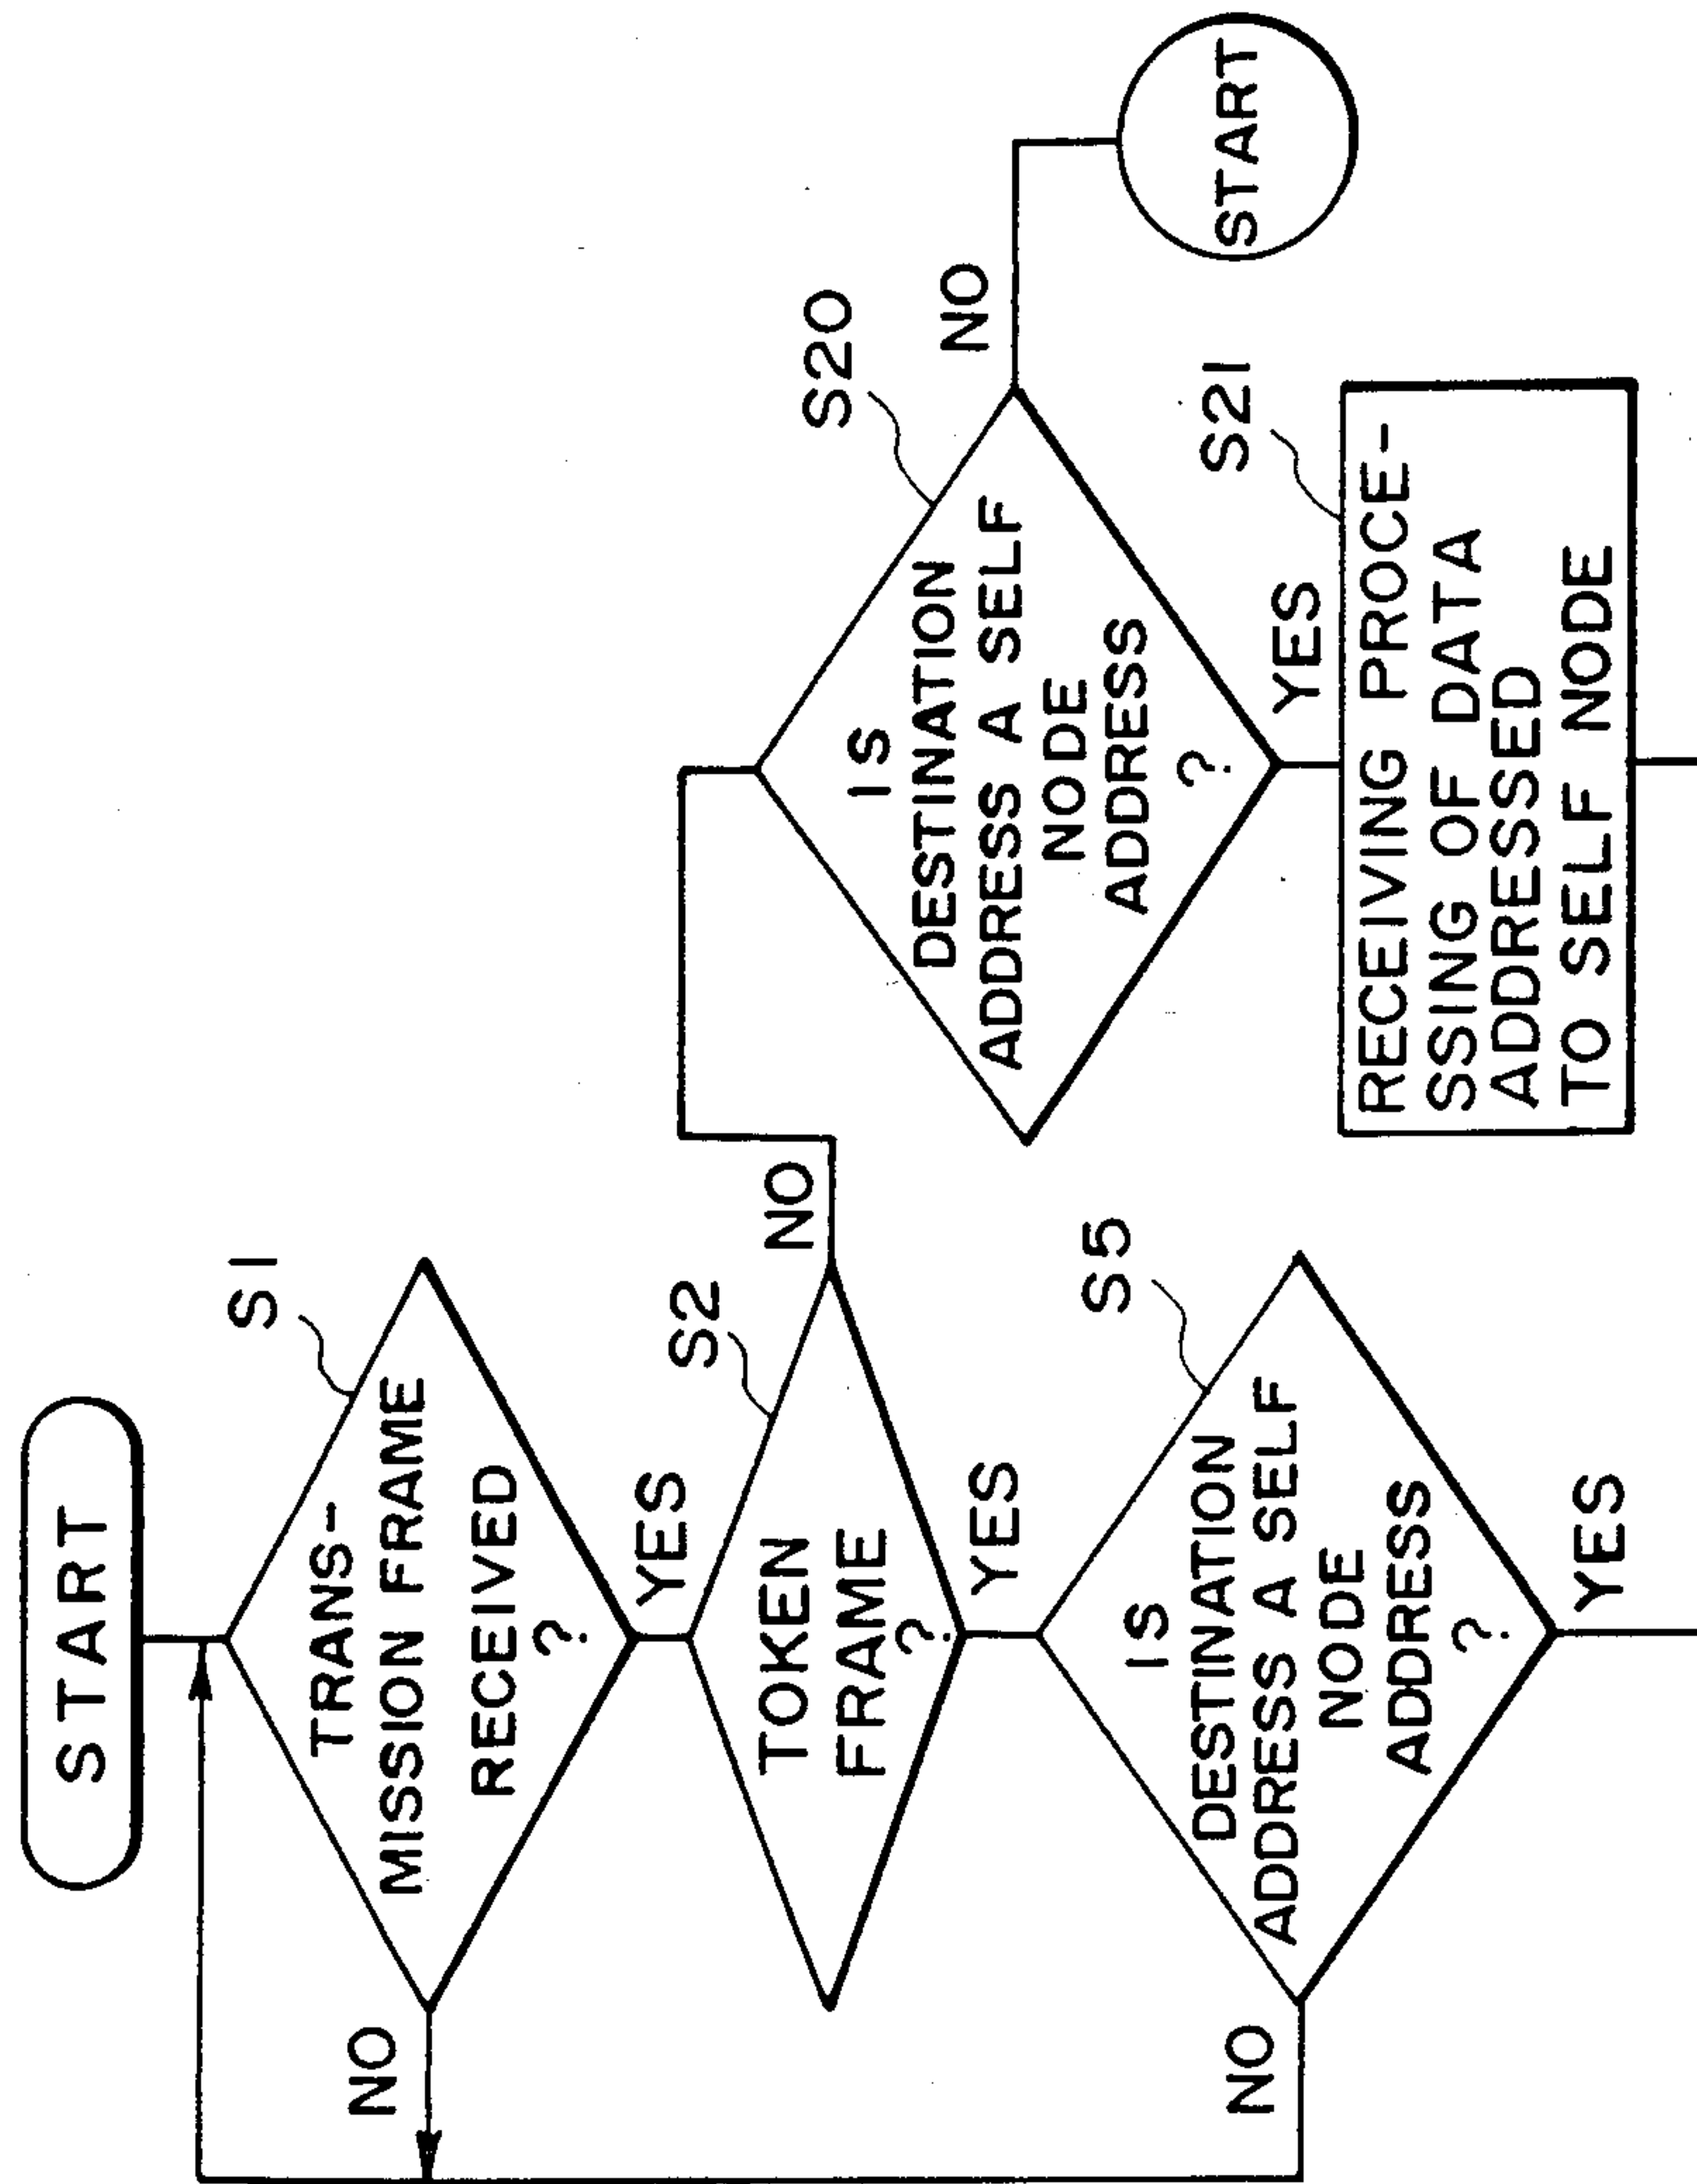 START
S1
TRANS-
MISSION FRAME
RECEIVED
?
NO
YES
S2
TOKEN
FRAME
?
NO
YES
S5
IS
DESTINATION
ADDRESS A SELF
NODE
ADDRESS
?
NO
YES
S20
IS
DESTINATION
ADDRESS A SELF
NODE
ADDRESS
?
NO
START
YES
S21
RECEIVING PROCE-
SSING OF DATA
ADDRESSED
TO SELF NODE